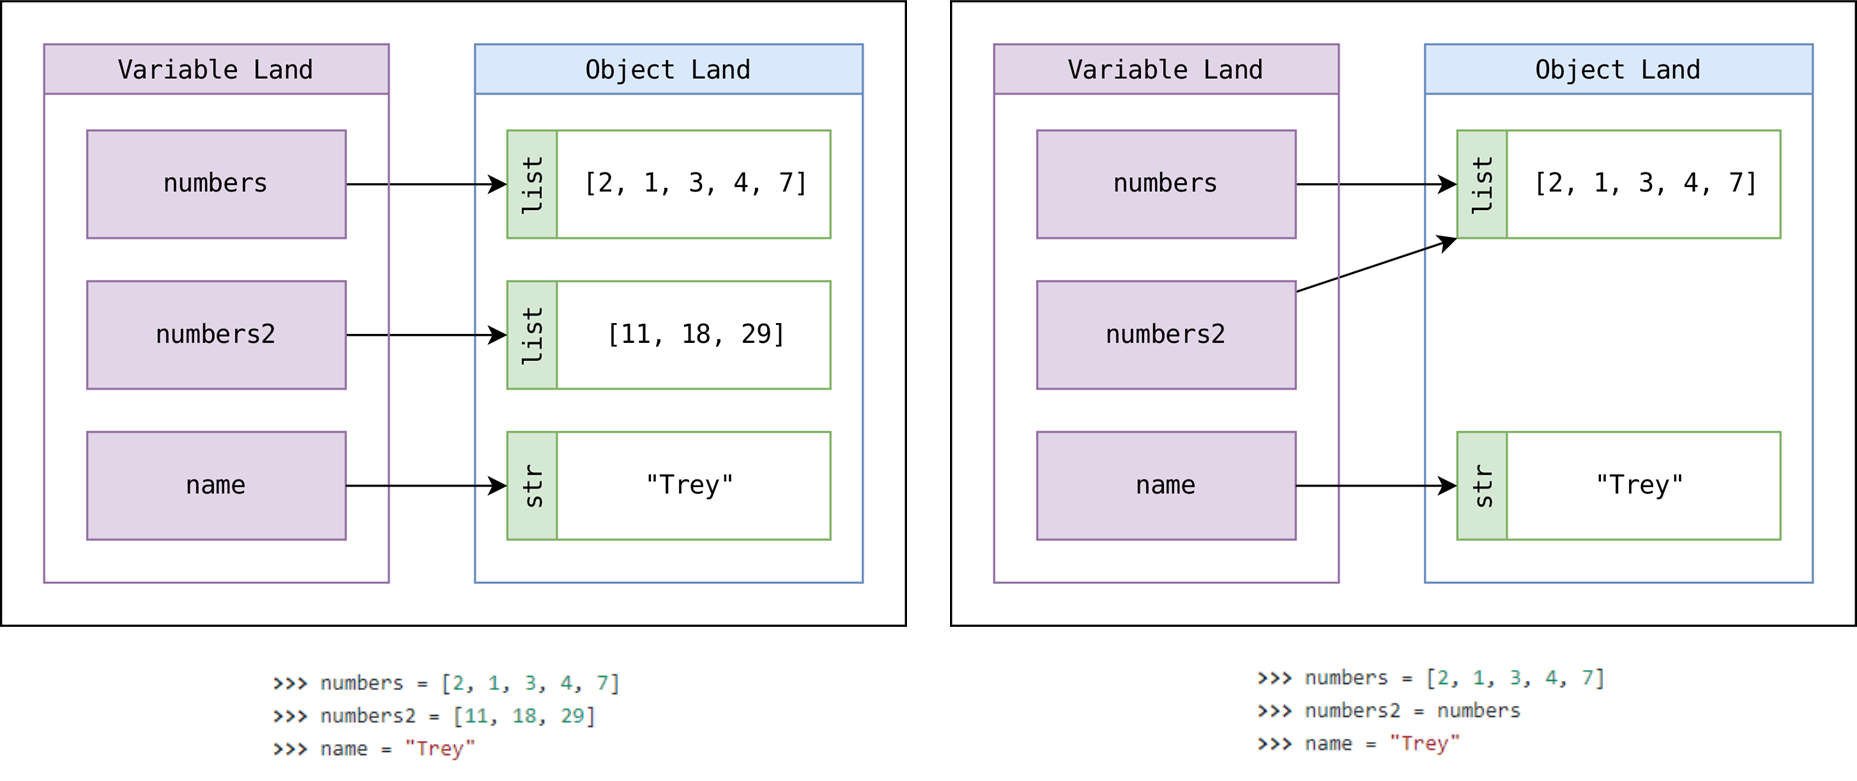 Variable Land
Object Land
numbers
list
[2, 1, 3, 4, 7]
numbers2
list
[11, 18, 29]
name
str
"Trey"
>>> numbers = [2, 1, 3, 4, 7]
>>> numbers2 = [11, 18, 29]
>>> name = "Trey"
Variable Land
Object Land
numbers
list
[2, 1, 3, 4, 7]
numbers2
name
str
"Trey"
>>> numbers = [2, 1, 3, 4, 7]
>>> numbers2 = numbers
>>> name = "Trey"